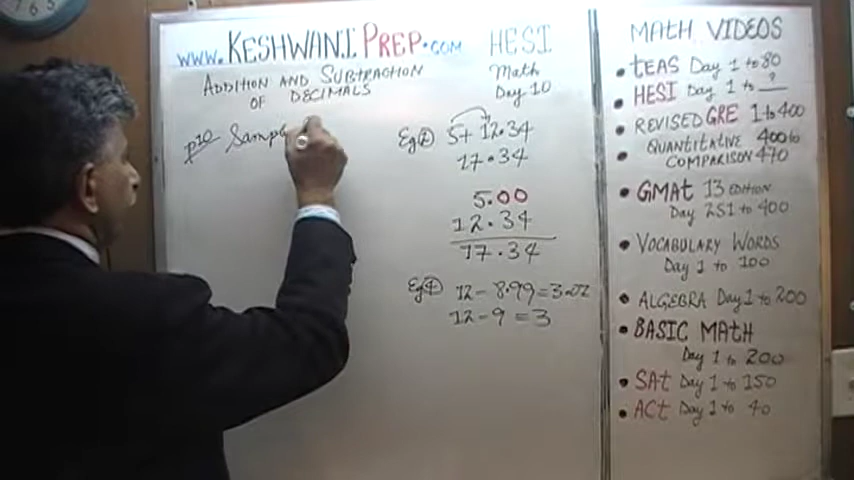 WWW.KESHWANI PREP.COM
ADDITION AND SUBTRACTION
OF DECIMALS
HESI
Math
Day 10
p10 Samp
Eg② 5+ 12.34
17.34
5.00
12.34
17.34
Eg④ 12 - 8.99 = 3.01
12 - 9 = 3
MATH VIDEOS
• TEAS Day 1 to 80
• HESI Day 1 to ?
• REVISED GRE 1 to 400
• QUANTITATIVE 400 to
COMPARISON 470
• GMAT 13 EDITION
Day 251 to 400
• VOCABULARY WORDS
Day 1 to 100
• ALGEBRA Day 1 to 200
• BASIC MATH
Day 1 to 200
• SAT Day 1 to 150
• ACT Day 1 to 40